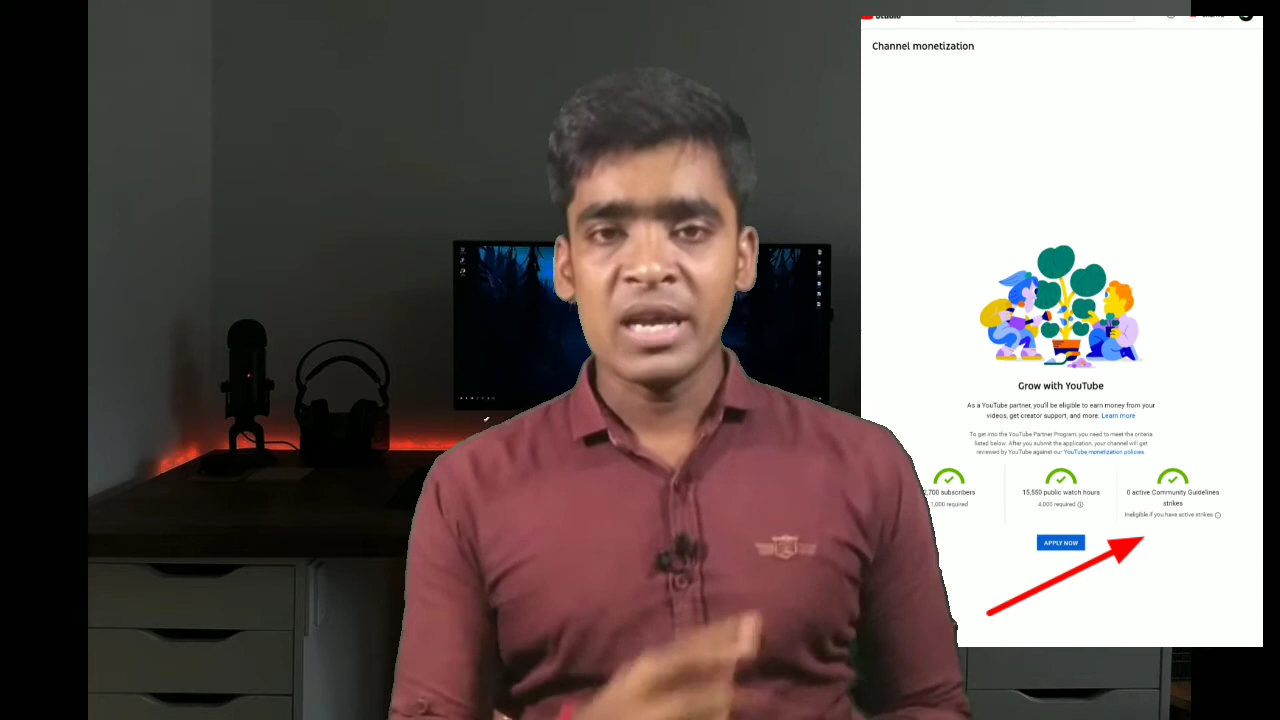 Channel monetization
Grow with YouTube
As a YouTube partner, you'll be eligible to earn money from your
videos, get creator support, and more. Learn more
To get into the YouTube Partner Program, you need to meet the criteria
listed below. After you submit the application, your channel will get
reviewed by YouTube against our YouTube monetization policies.
,700 subscribers
1,000 required
15,550 public watch hours
4,000 required
0 active Community Guidelines
strikes
Ineligible if you have active strikes
APPLY NOW